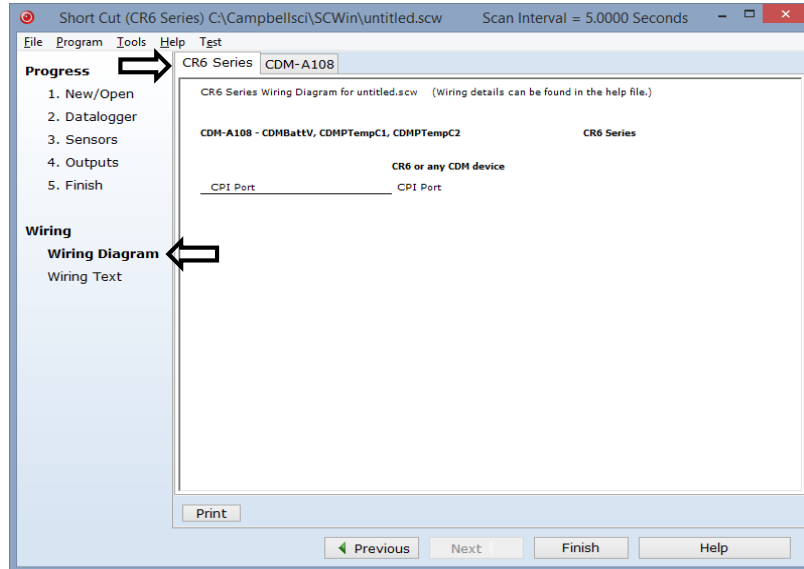 Short Cut (CR6 Series) C:\Campbellsci\SCWin\untitled.scw Scan Interval = 5.0000 Seconds
File Program Tools Help Test
Progress
1. New/Open
2. Datalogger
3. Sensors
4. Outputs
5. Finish
Wiring
Wiring Diagram
Wiring Text
CR6 Series CDM-A108
CR6 Series Wiring Diagram for untitled.scw (Wiring details can be found in the help file.)
CDM-A108 - CDMBattV, CDMPTempC1, CDMPTempC2 CR6 Series
CR6 or any CDM device
CPI Port CPI Port
Print
Previous Next Finish Help